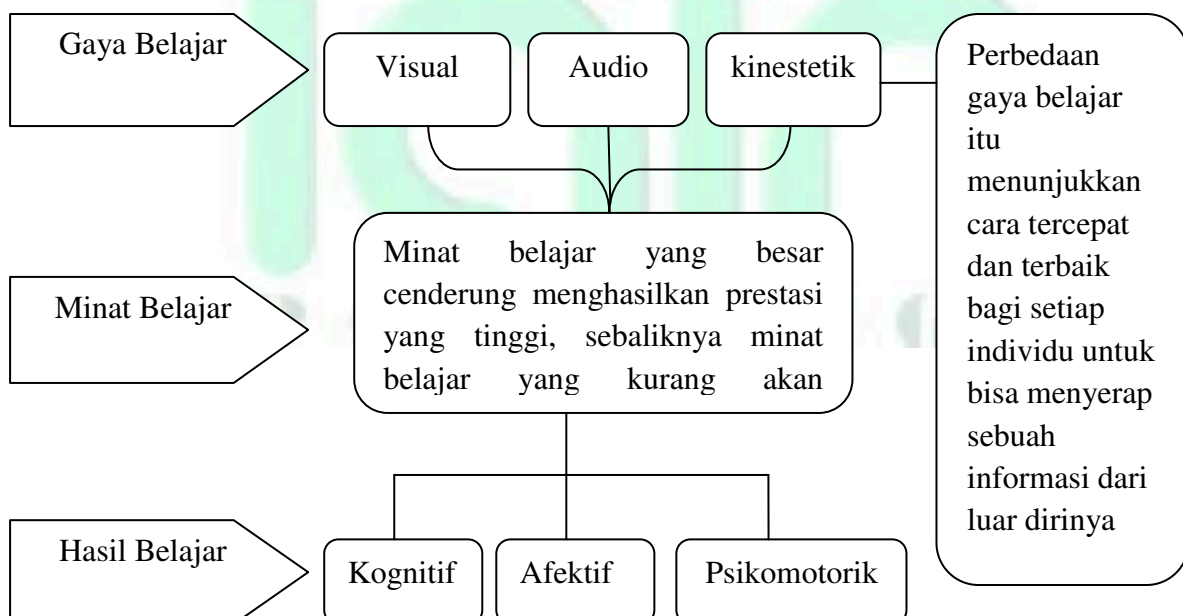 Gaya Belajar
Visual
Audio
kinestetik
Perbedaan
gaya belajar
itu
menunjukkan
cara tercepat
dan terbaik
bagi setiap
individu untuk
bisa menyerap
sebuah
informasi dari
luar dirinya
Minat Belajar
Minat belajar yang besar
cenderung menghasilkan prestasi
yang tinggi, sebaliknya minat
belajar yang kurang akan
Hasil Belajar
Kognitif
Afektif
Psikomotorik